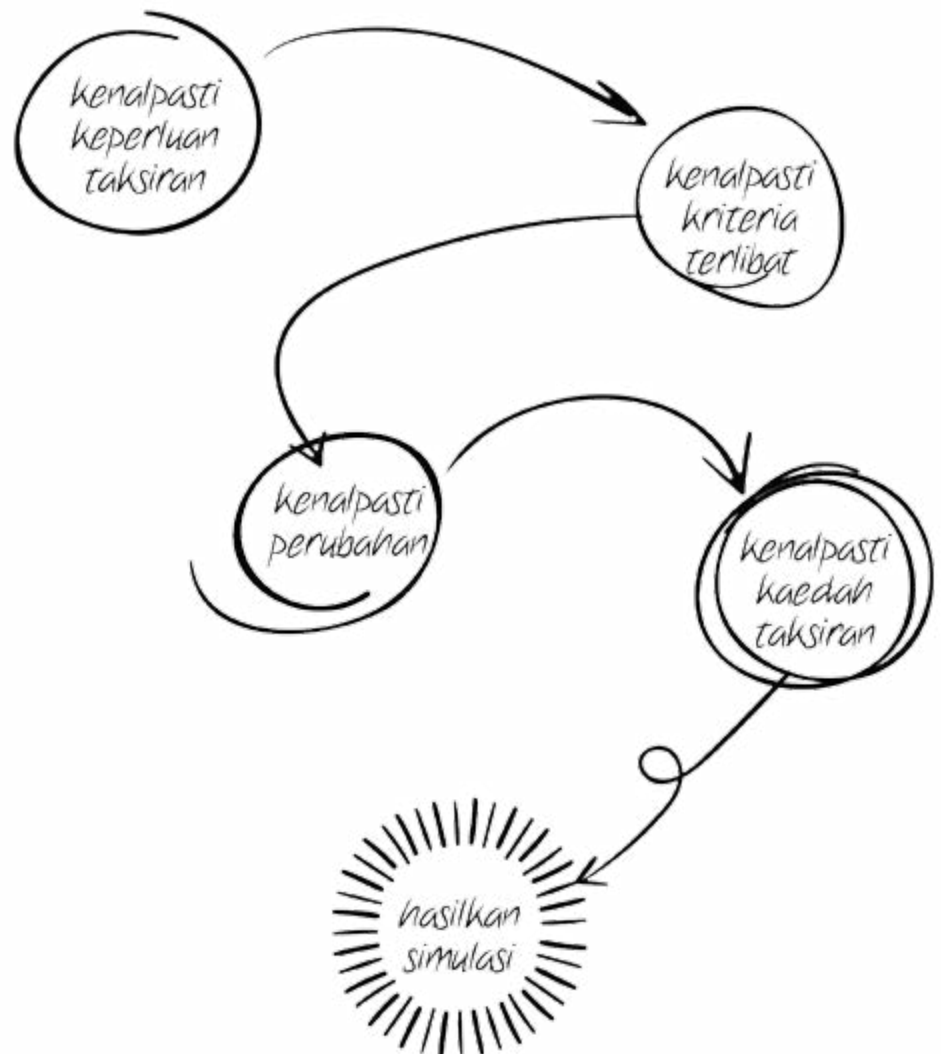 kenalpasti
keperluan
taksiran
kenalpasti
kriteria
terlibat
kenalpasti
perubahan
kenalpasti
kaedah
taksiran
hasilkan
simulasi